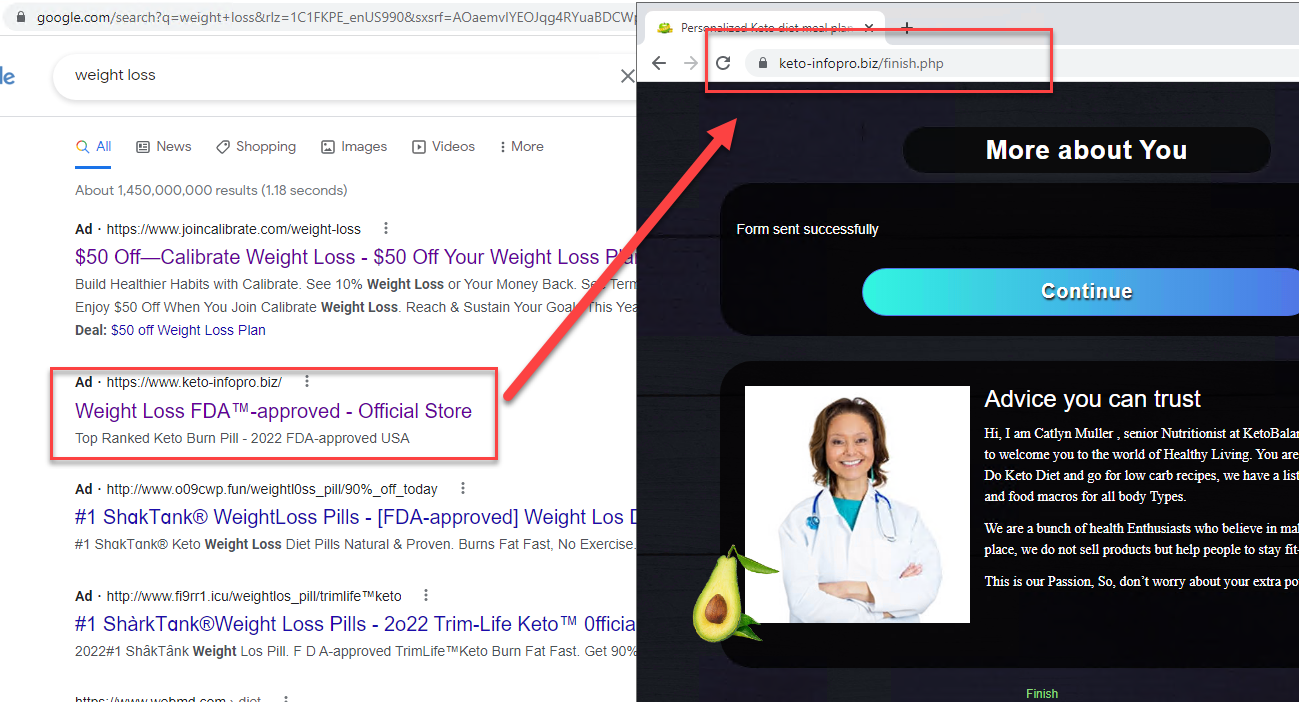 google.com/search?q=weight+loss&rlz=1C1FKPE_enUS990&sxsrf=AOaemvIYEOJqg4RYuaBDCWp
le
weight loss
All
News
Shopping
Images
Videos
More
About 1,450,000,000 results (1.18 seconds)
Ad · https://www.joincalibrate.com/weight-loss
$50 Off—Calibrate Weight Loss - $50 Off Your Weight Loss Plan
Build Healthier Habits with Calibrate. See 10% Weight Loss or Your Money Back. See Term
Enjoy $50 Off When You Join Calibrate Weight Loss. Reach & Sustain Your Goal This Yea
Deal: $50 off Weight Loss Plan
Ad · https://www.keto-infopro.biz/
Weight Loss FDA™-approved - Official Store
Top Ranked Keto Burn Pill - 2022 FDA-approved USA
Ad · http://www.o09cwp.fun/weightl0ss_pill/90%_off_today
#1 ShɑkTɑnk® WeightLoss Pills - [FDA-approved] Weight Los D
#1 ShɑkTɑnk® Keto Weight Loss Diet Pills Natural & Proven. Burns Fat Fast, No Exercise.
Ad · http://www.fi9rr1.icu/weightlos_pill/trimlife™keto
#1 ShàrkTɑnk®Weight Loss Pills - 2o22 Trim-Life Keto™ 0fficia
2022#1 ShâkTânk Weight Los Pill. F D A-approved TrimLife™Keto Burn Fat Fast. Get 90%
https://www.webmd.com › diet
Personalized Keto diet meal plan
keto-infopro.biz/finish.php
More about You
Form sent successfully
Continue
Advice you can trust
Hi, I am Catlyn Muller , senior Nutritionist at KetoBalan
to welcome you to the world of Healthy Living. You are
Do Keto Diet and go for low carb recipes, we have a list
and food macros for all body Types.
We are a bunch of health Enthusiasts who believe in mak
place, we do not sell products but help people to stay fit-
This is our Passion, So, don't worry about your extra po
Finish